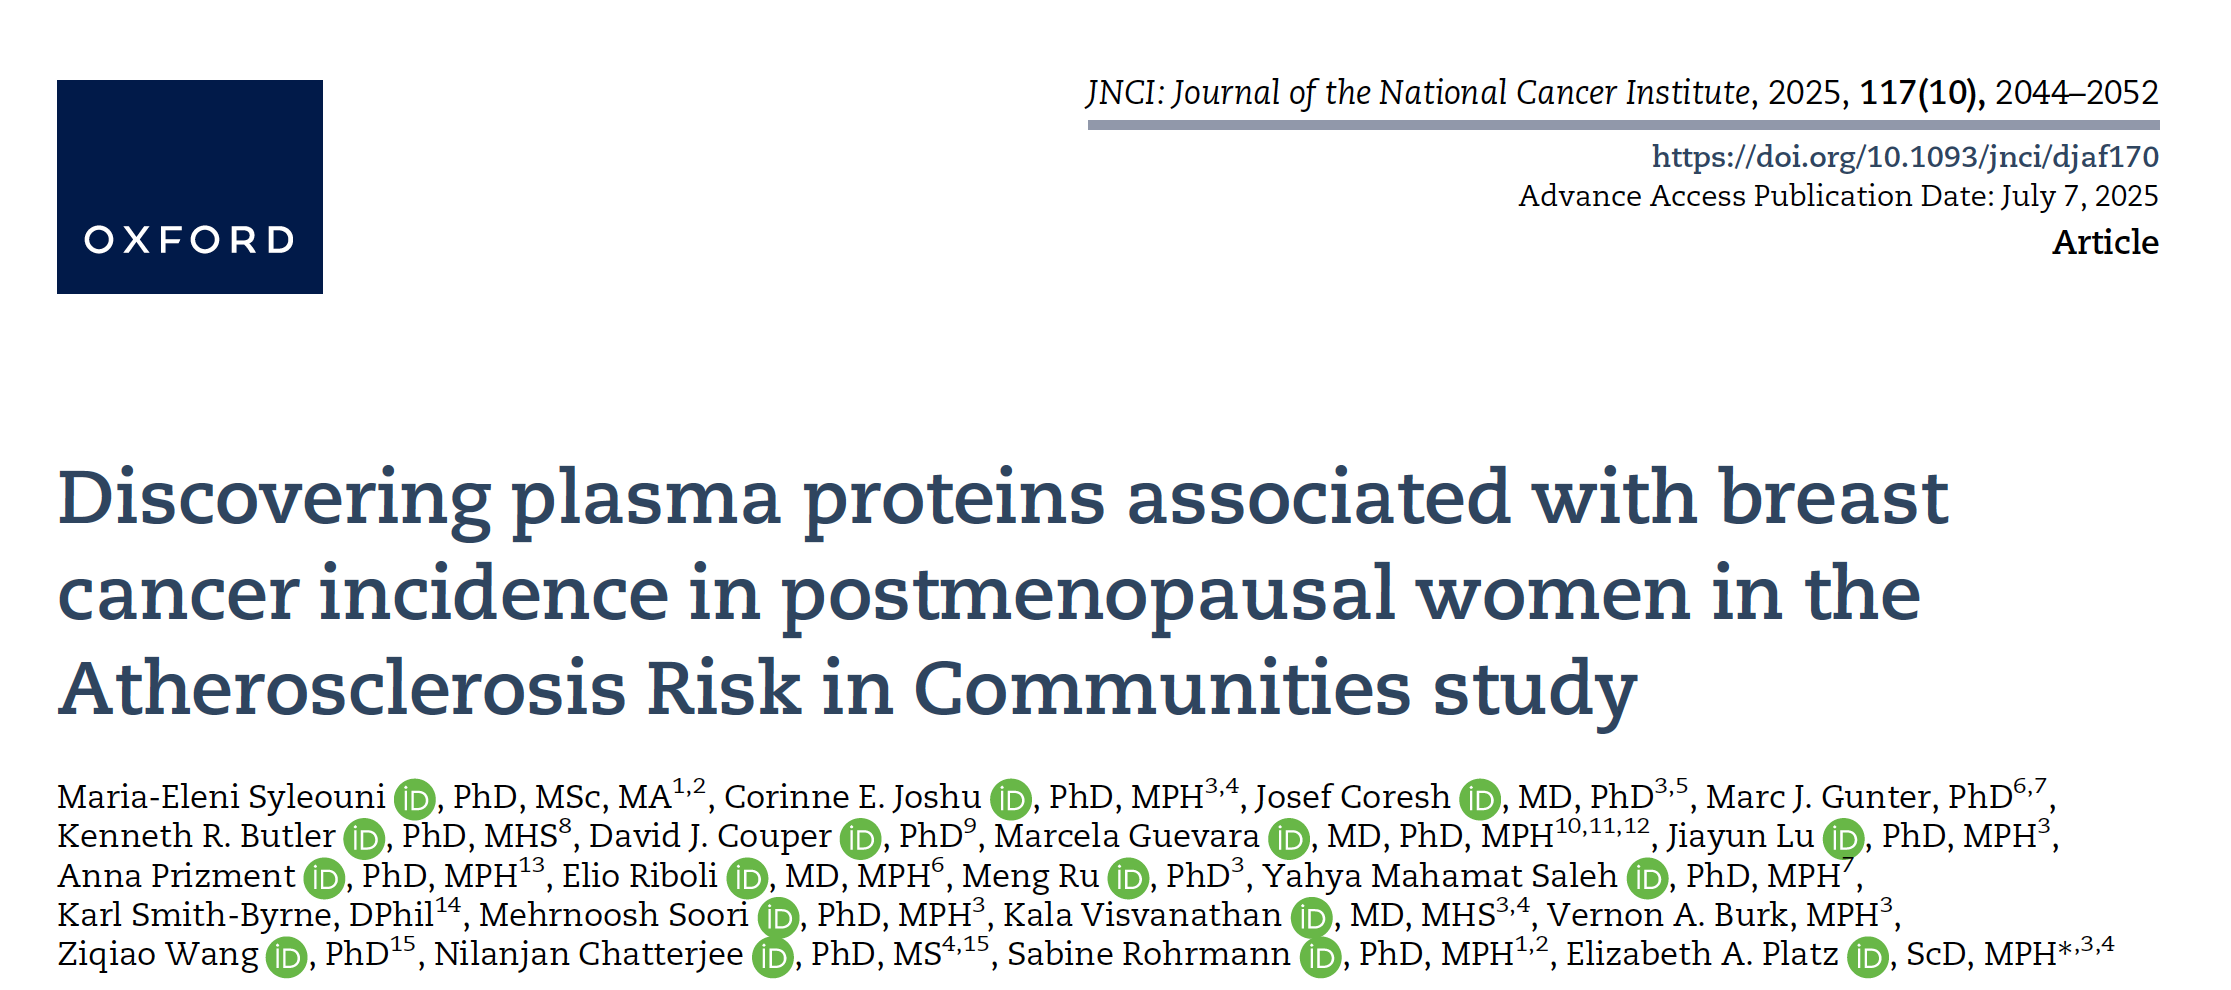 OXFORD
JNCI: Journal of the National Cancer Institute, 2025, 117(10), 2044–2052
https://doi.org/10.1093/jnci/djaf170
Advance Access Publication Date: July 7, 2025
Article
Discovering plasma proteins associated with breast
cancer incidence in postmenopausal women in the
Atherosclerosis Risk in Communities study
Maria-Eleni Syleouni iD, PhD, MSc, MA1,2, Corinne E. Joshu iD, PhD, MPH3,4, Josef Coresh iD, MD, PhD3,5, Marc J. Gunter, PhD6,7,
Kenneth R. Butler iD, PhD, MHS8, David J. Couper iD, PhD9, Marcela Guevara iD, MD, PhD, MPH10,11,12, Jiayun Lu iD, PhD, MPH3,
Anna Prizment iD, PhD, MPH13, Elio Riboli iD, MD, MPH6, Meng Ru iD, PhD3, Yahya Mahamat Saleh iD, PhD, MPH7,
Karl Smith-Byrne, DPhil14, Mehrnoosh Soori iD, PhD, MPH3, Kala Visvanathan iD, MD, MHS3,4, Vernon A. Burk, MPH3,
Ziqiao Wang iD, PhD15, Nilanjan Chatterjee iD, PhD, MS4,15, Sabine Rohrmann iD, PhD, MPH1,2, Elizabeth A. Platz iD, ScD, MPH*,3,4